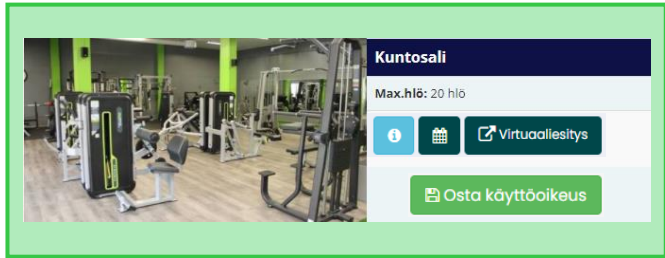 Kuntosali
Max.hlö: 20 hlö
Virtuaaliesitys
Osta käyttöoikeus